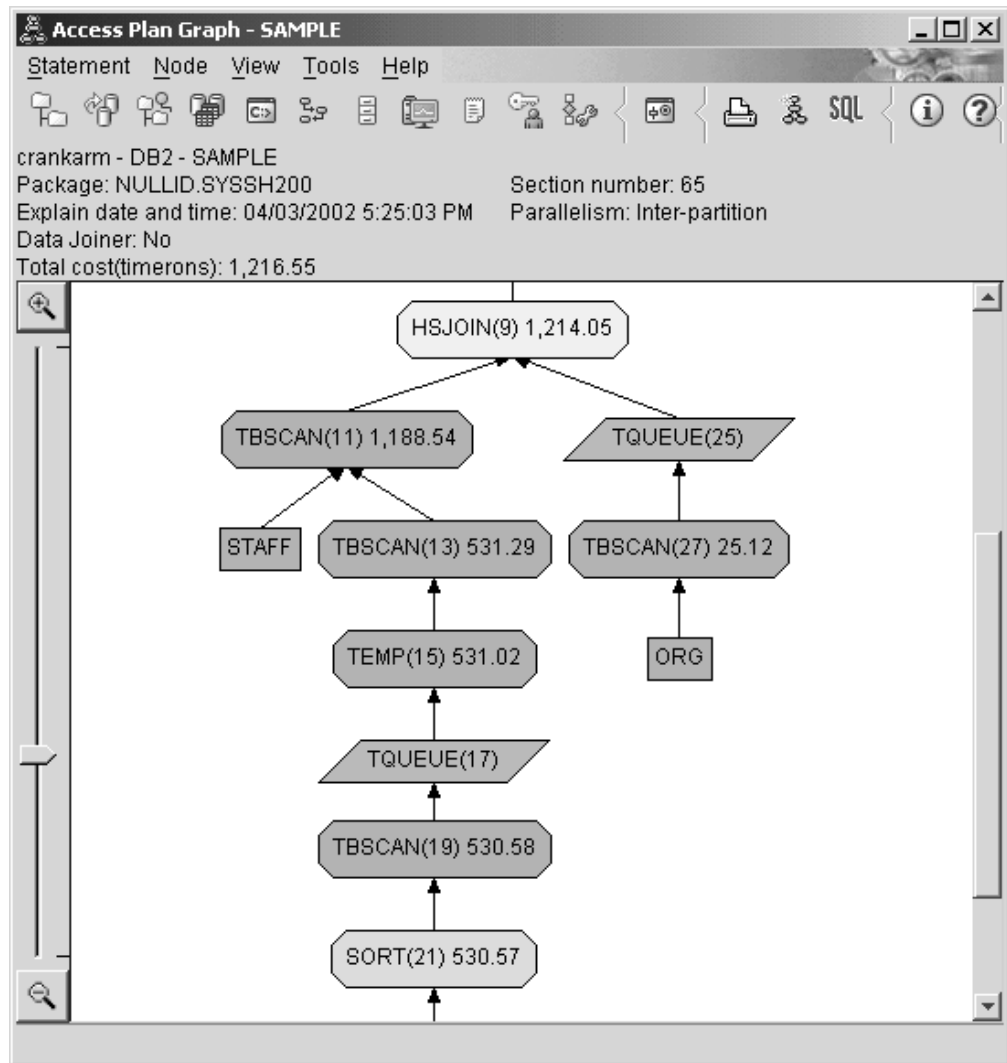 Access Plan Graph - SAMPLE
Statement Node View Tools Help
C:> SQL i ?
crankarm - DB2 - SAMPLE
Package: NULLID.SYSSH200 Section number: 65
Explain date and time: 04/03/2002 5:25:03 PM Parallelism: Inter-partition
Data Joiner: No
Total cost(timerons): 1,216.55
HSJOIN(9) 1,214.05
TBSCAN(11) 1,188.54 TQUEUE(25)
STAFF TBSCAN(13) 531.29 TBSCAN(27) 25.12
TEMP(15) 531.02 ORG
TQUEUE(17)
TBSCAN(19) 530.58
SORT(21) 530.57